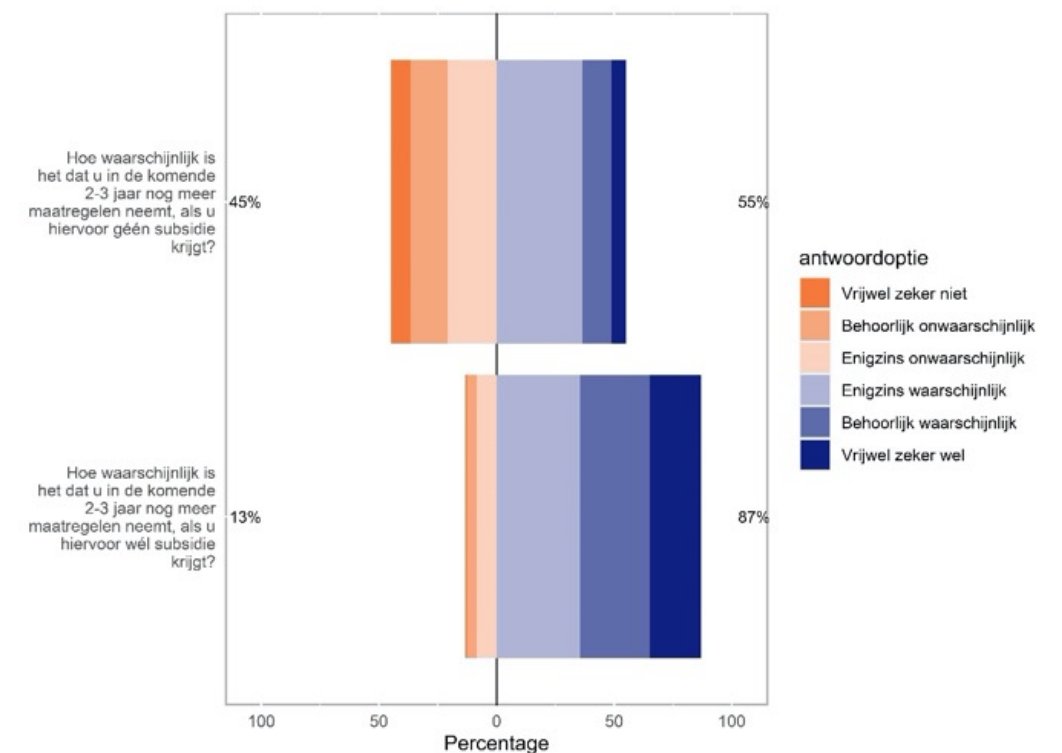 Hoe waarschijnlijk is
het dat u in de komende
2-3 jaar nog meer
maatregelen neemt, als u
hiervoor géén subsidie
krijgt?
45%
55%
Hoe waarschijnlijk is
het dat u in de komende
2-3 jaar nog meer
maatregelen neemt, als u
hiervoor wél subsidie
krijgt?
13%
87%
100
50
0
50
100
Percentage
antwoordoptie
Vrijwel zeker niet
Behoorlijk onwaarschijnlijk
Enigzins onwaarschijnlijk
Enigzins waarschijnlijk
Behoorlijk waarschijnlijk
Vrijwel zeker wel